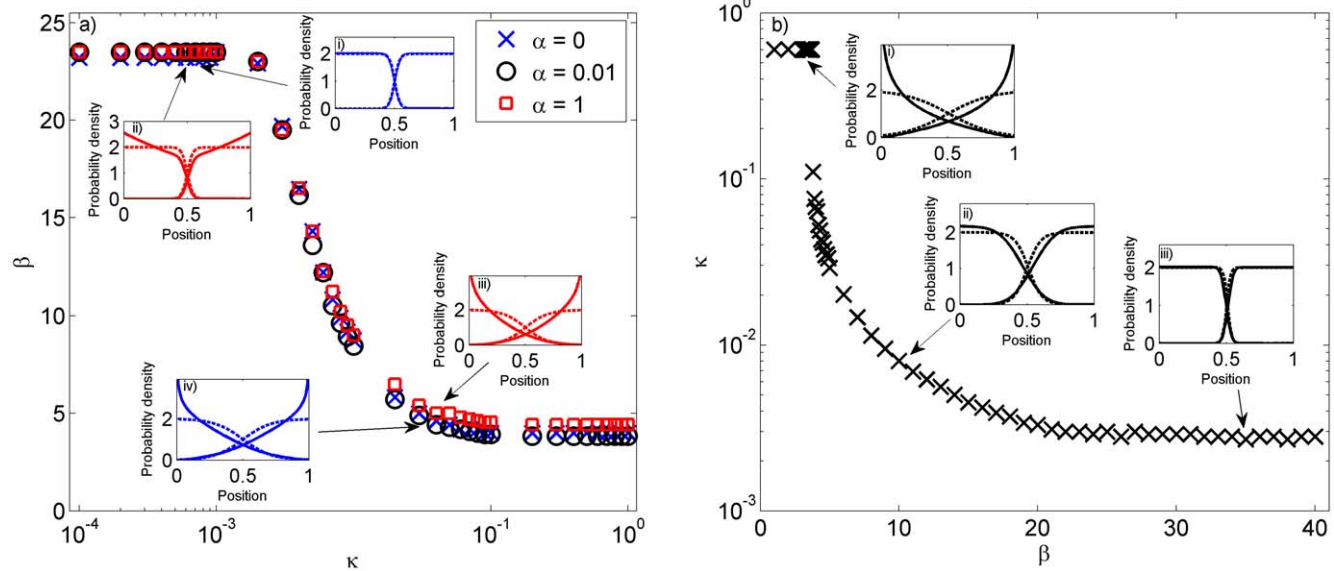 a)
25
20
15
10
5
0
β
10^-4
10^-3
10^-2
10^-1
10^0
κ
α = 0
α = 0.01
α = 1
i)
Probability density
3
2
1
0
0
0.5
1
Position
ii)
Probability density
3
2
1
0
0
0.5
1
Position
iii)
Probability density
2
0
0
0.5
1
Position
iv)
Probability density
2
0
0
0.5
1
Position
b)
10^0
10^-1
10^-2
10^-3
κ
0
10
20
30
40
β
i)
Probability density
2
0
0
0.5
1
Position
ii)
Probability density
2
1
0
0
0.5
1
Position
iii)
Probability density
2
1
0
0
0.5
1
Position